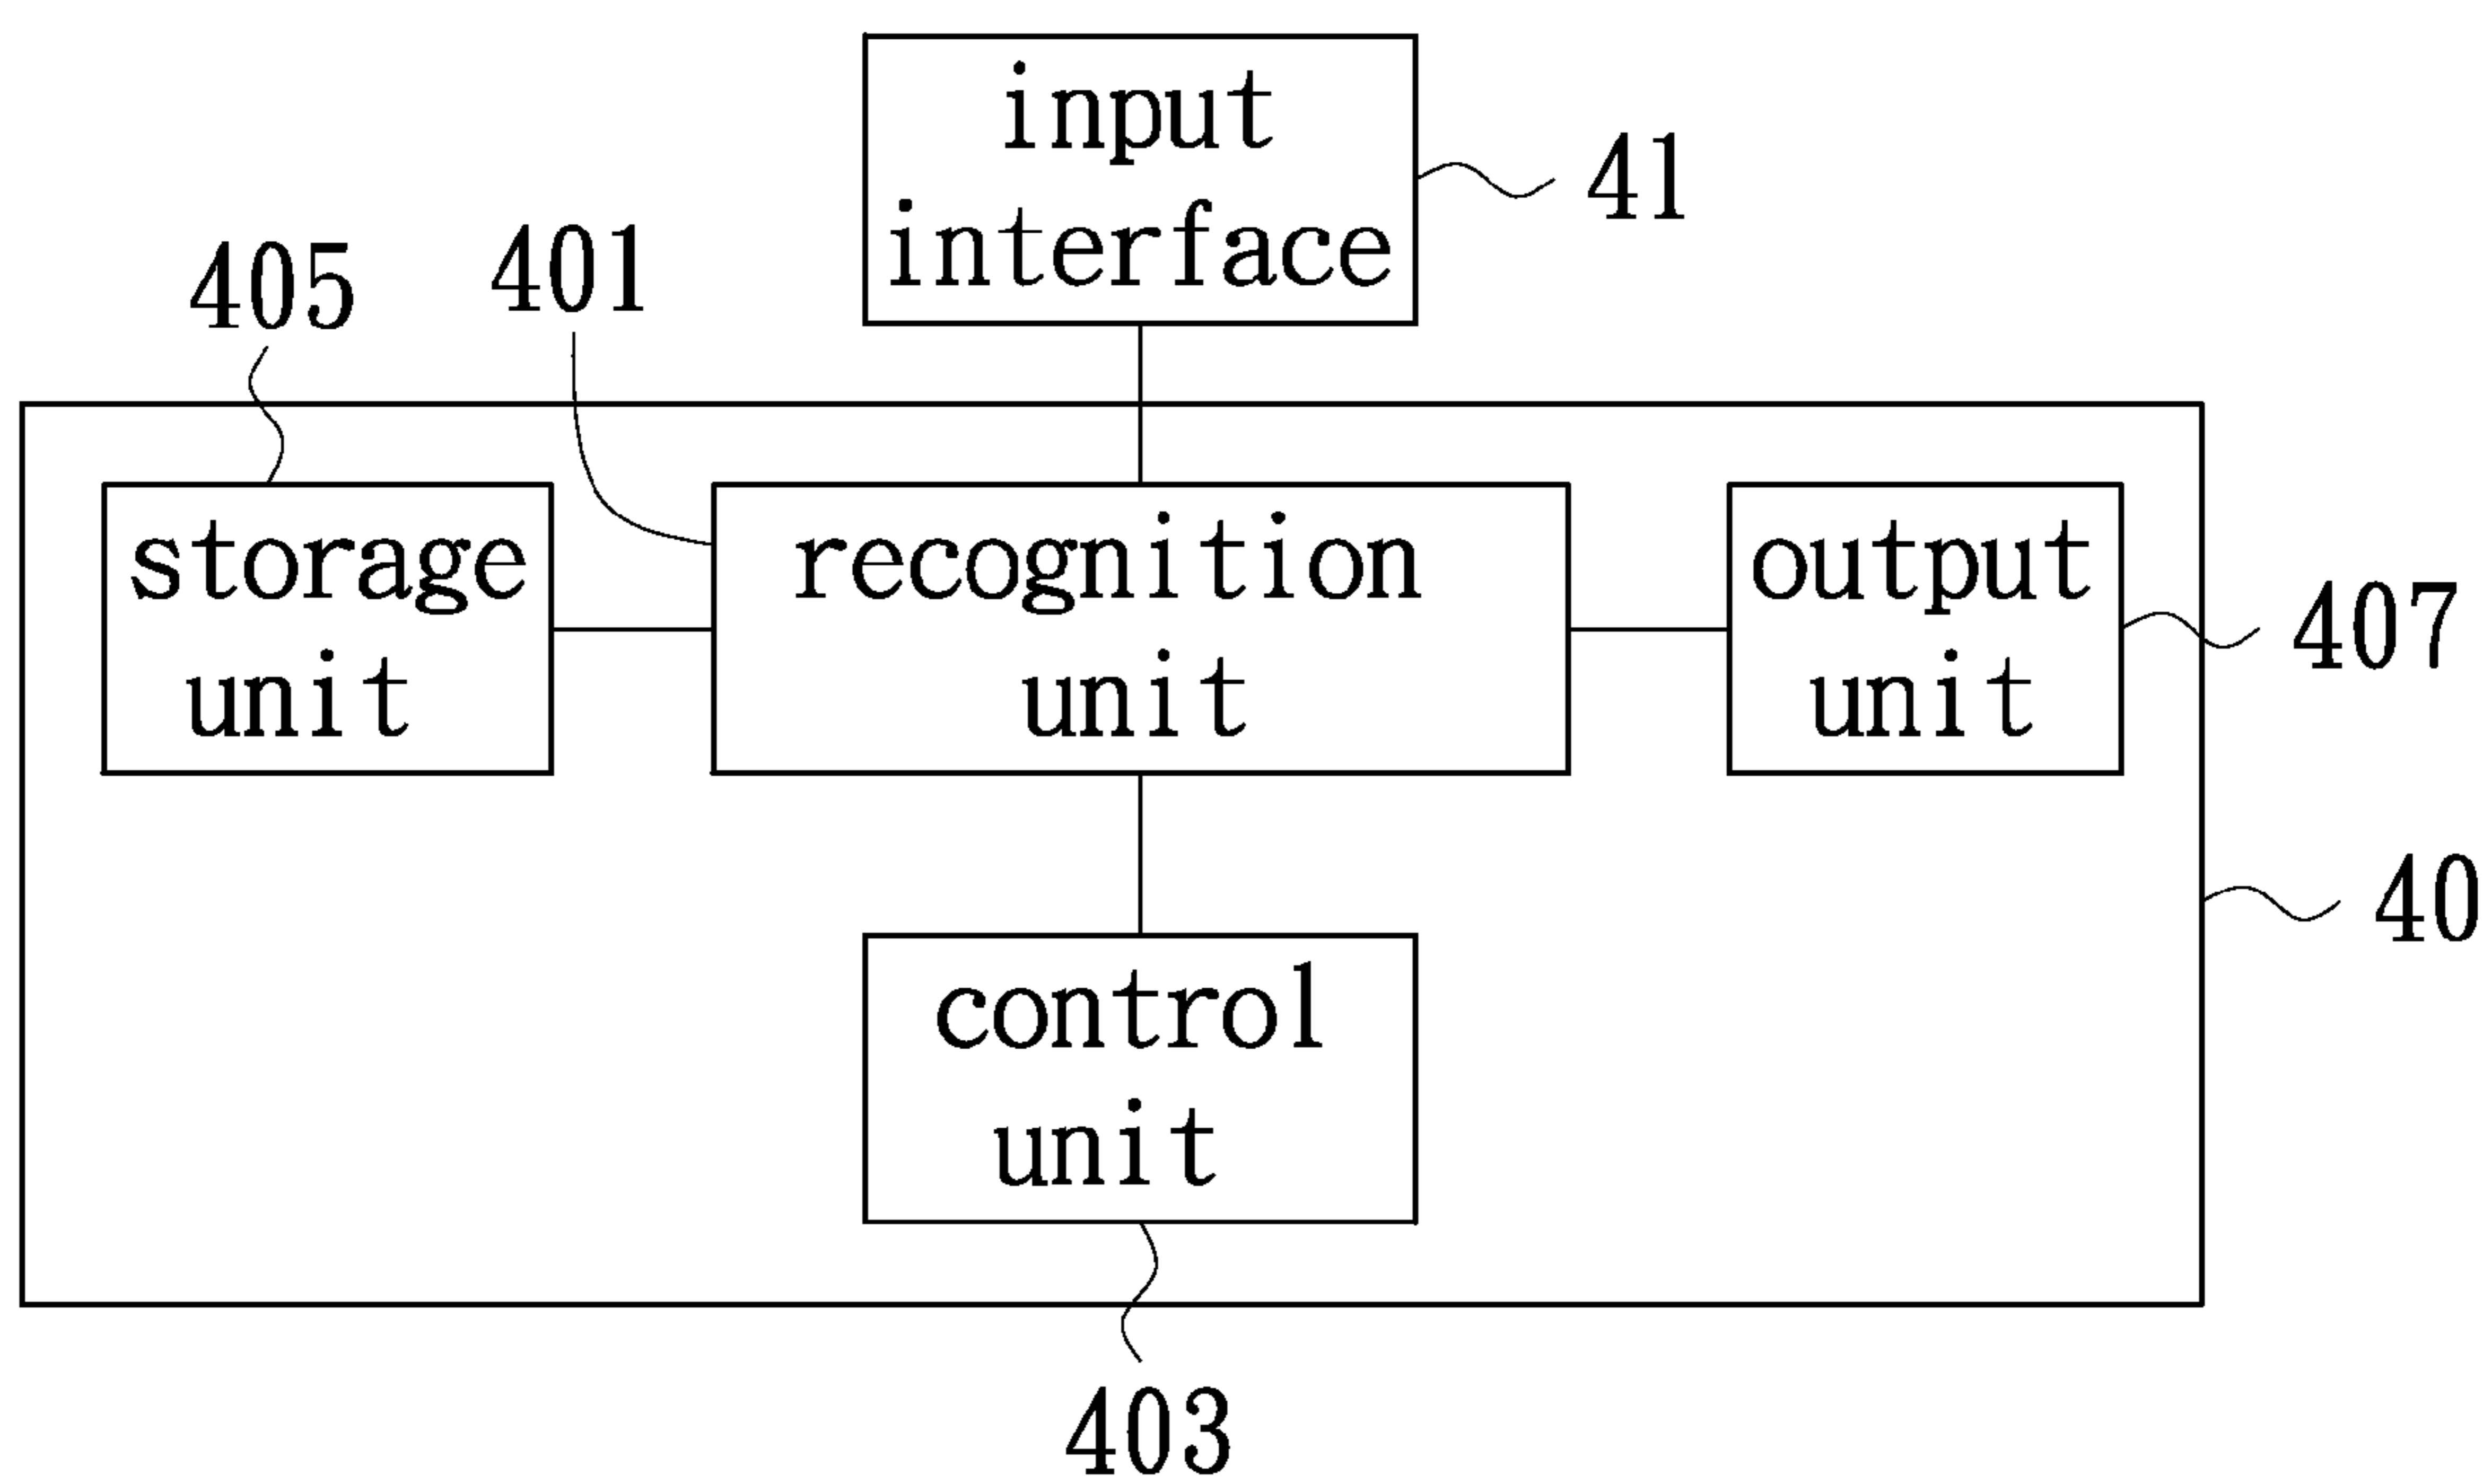 input
interface
41
405
401
storage
unit
recognition
unit
output
unit
407
40
control
unit
403